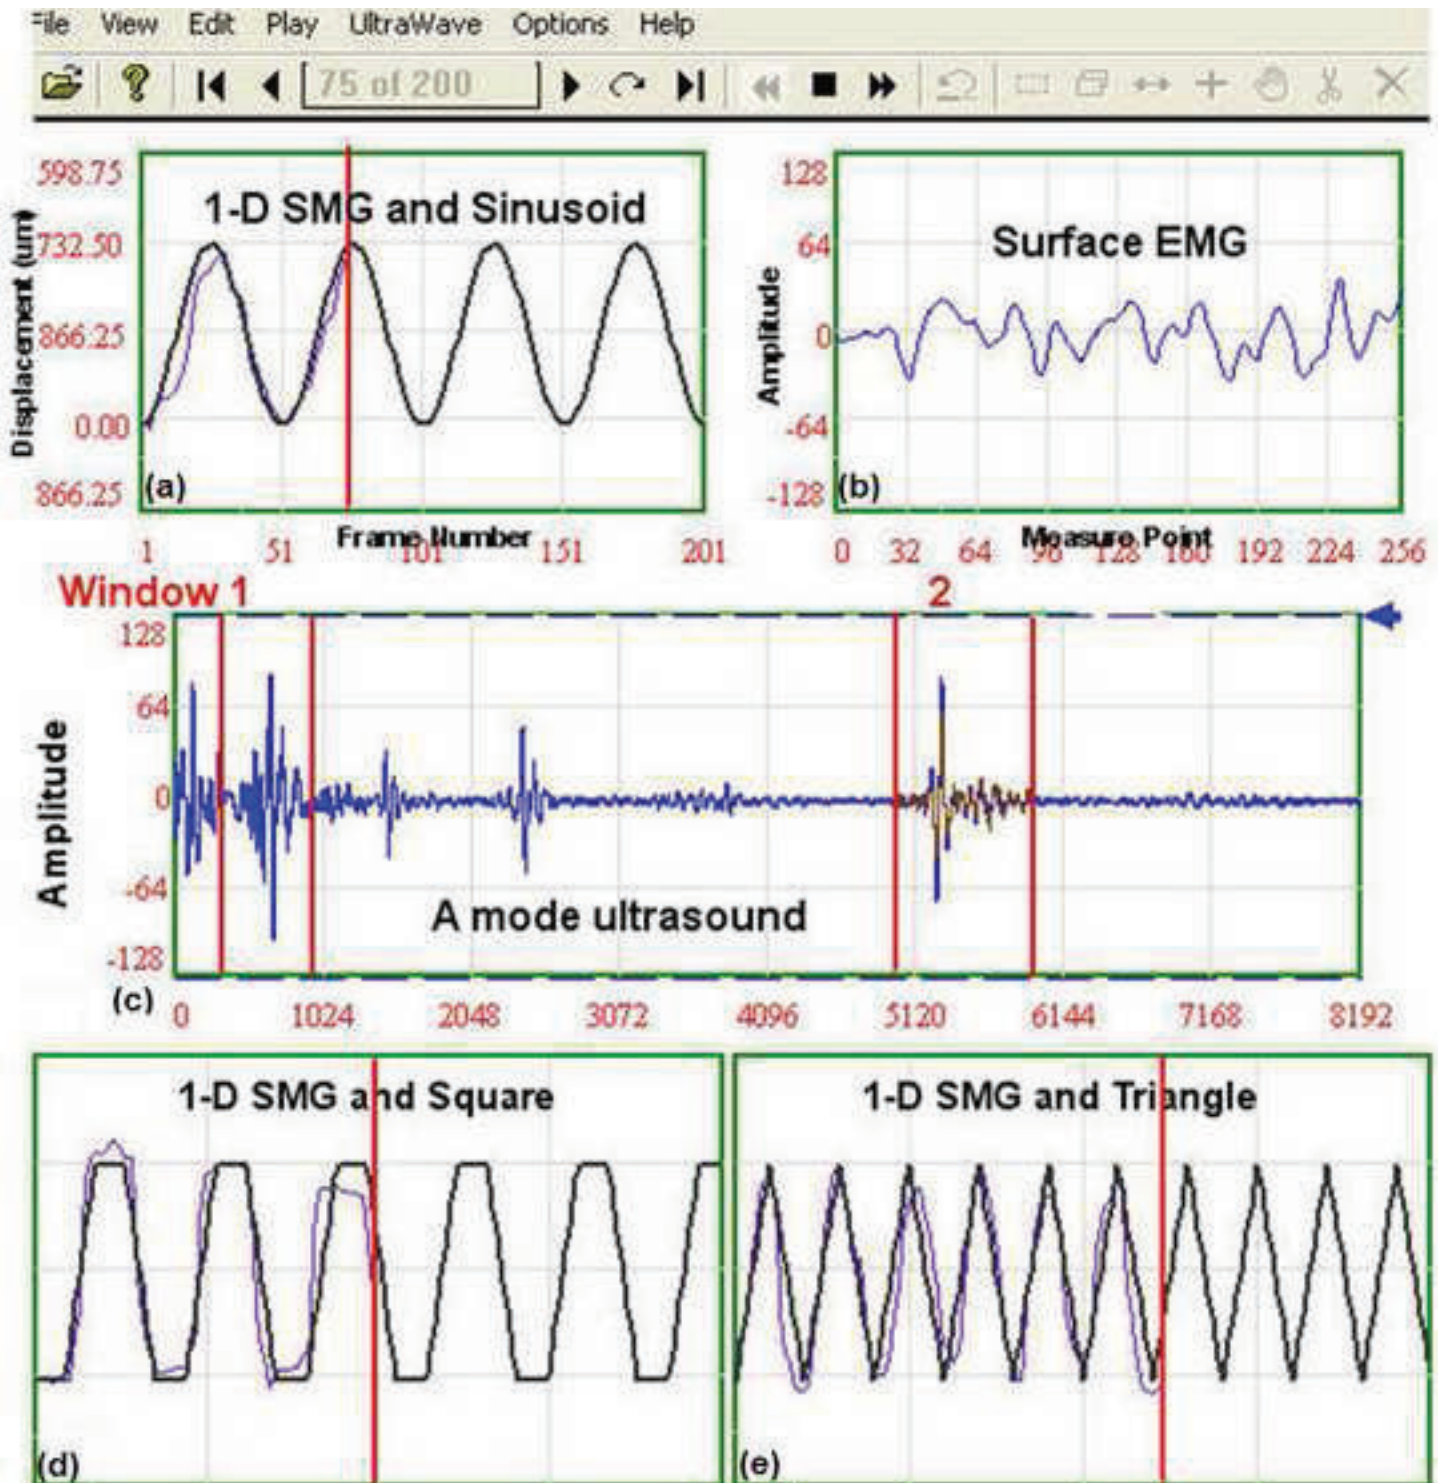 File View Edit Play UltraWave Options Help
75 of 200
598.75
732.50
866.25
0.00
866.25
Displacement (um)
1-D SMG and Sinusoid
(a)
1 51 101 151 201
Frame Number
128
64
0
-64
-128
Amplitude
Surface EMG
(b)
0 32 64 96 128 160 192 224 256
Measure Point
Window 1
2
128
64
0
-64
-128
Amplitude
A mode ultrasound
(c)
0 1024 2048 3072 4096 5120 6144 7168 8192
1-D SMG and Square
(d)
1-D SMG and Triangle
(e)